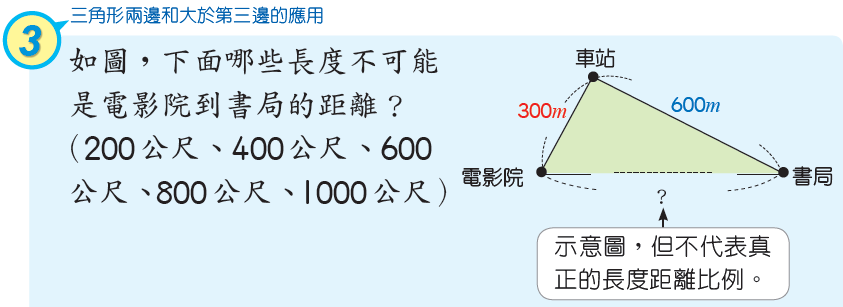 三角形兩邊和大於第三邊的應用
3
如圖，下面哪些長度不可能
是電影院到書局的距離？
（200公尺、400公尺、600
公尺、800公尺、1000公尺）
車站
300m
600m
電影院
書局
？
示意圖，但不代表真
正的長度距離比例。